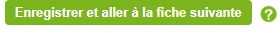 Enregistrer et aller à la fiche suivante ?